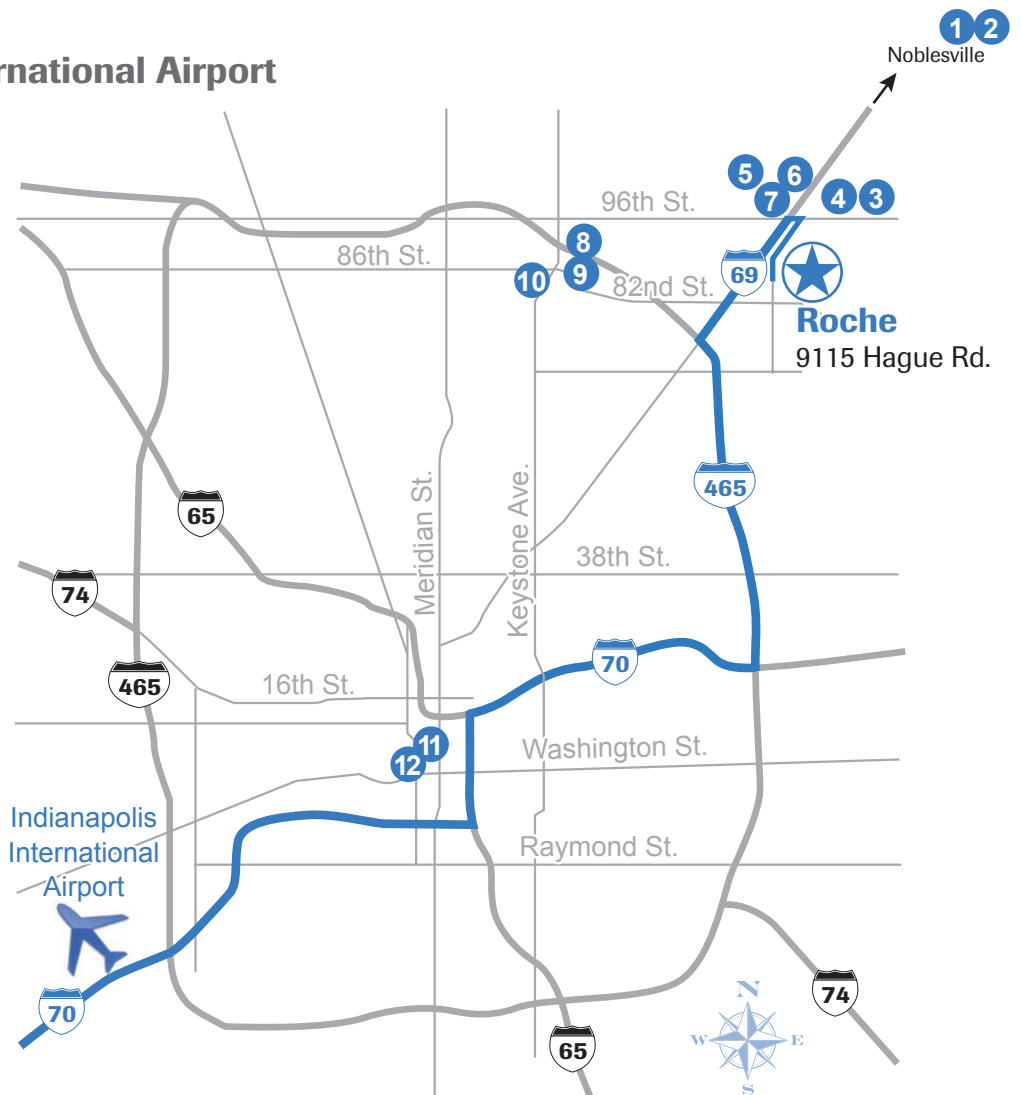 1 2
Noblesville
rnational Airport
5 6
7 4 3
96th St.
86th St.
8
9
10
82nd St.
69
Roche
9115 Hague Rd.
465
65
Meridian St.
Keystone Ave.
38th St.
74
70
465
16th St.
11
12
Washington St.
Indianapolis
International
Airport
Raymond St.
70
74
65
N
W E
S